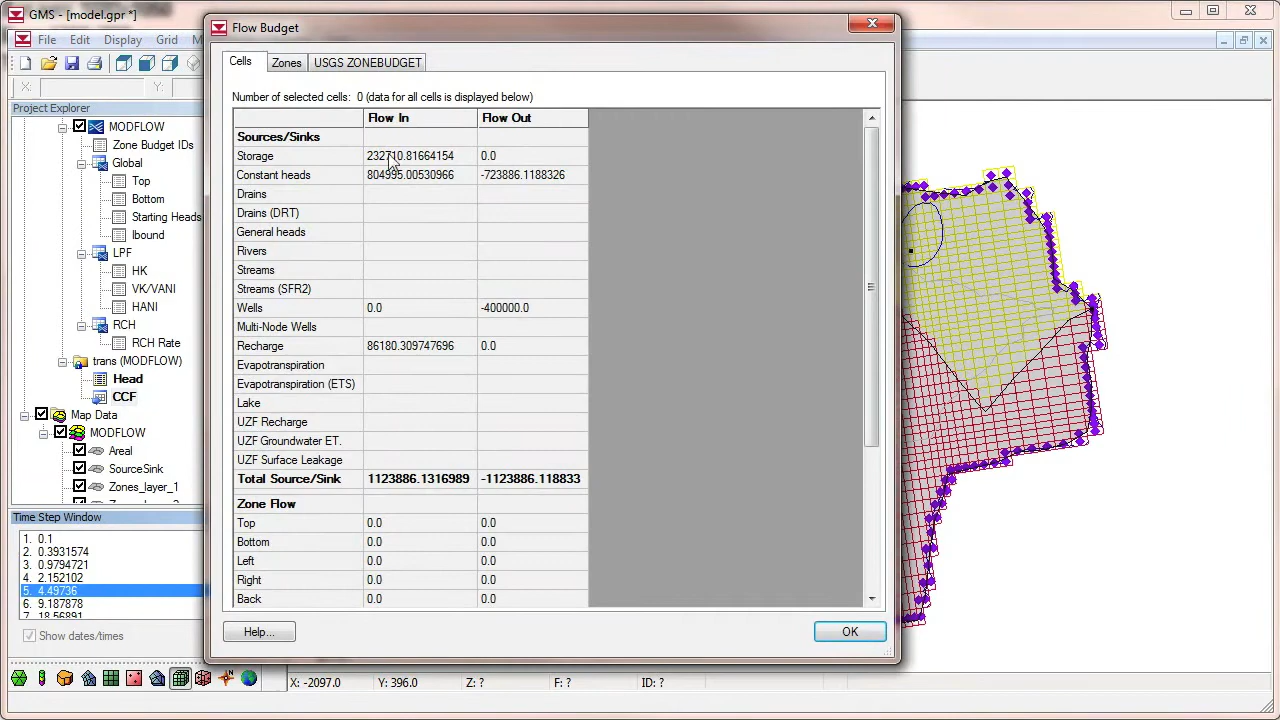 GMS - [model.gpr *]
File Edit Display Grid
X: Y:
Project Explorer
MODFLOW
Zone Budget IDs
Global
Top
Bottom
Starting Heads
Ibound
LPF
HK
VK/VANI
HANI
RCH
RCH Rate
trans (MODFLOW)
Head
CCF
Map Data
MODFLOW
Areal
SourceSink
Zones_layer_1
Time Step Window
1. 0.1
2. 0.3931574
3. 0.9794721
4. 2.152102
5. 4.49736
6. 9.187878
7. 18.56891
Show dates/times
Flow Budget
Cells Zones USGS ZONEBUDGET
Number of selected cells: 0 (data for all cells is displayed below)
Flow In Flow Out
Sources/Sinks
Storage 232710.81664154 0.0
Constant heads 804995.00530966 -723886.1188326
Drains
Drains (DRT)
General heads
Rivers
Streams
Streams (SFR2)
Wells 0.0 -400000.0
Multi-Node Wells
Recharge 86180.309747696 0.0
Evapotranspiration
Evapotranspiration (ETS)
Lake
UZF Recharge
UZF Groundwater ET.
UZF Surface Leakage
Total Source/Sink 1123886.1316989 -1123886.118833
Zone Flow
Top 0.0 0.0
Bottom 0.0 0.0
Left 0.0 0.0
Right 0.0 0.0
Back 0.0 0.0
Help... OK
X: -2097.0 Y: 396.0 Z: ? F: ? ID: ?